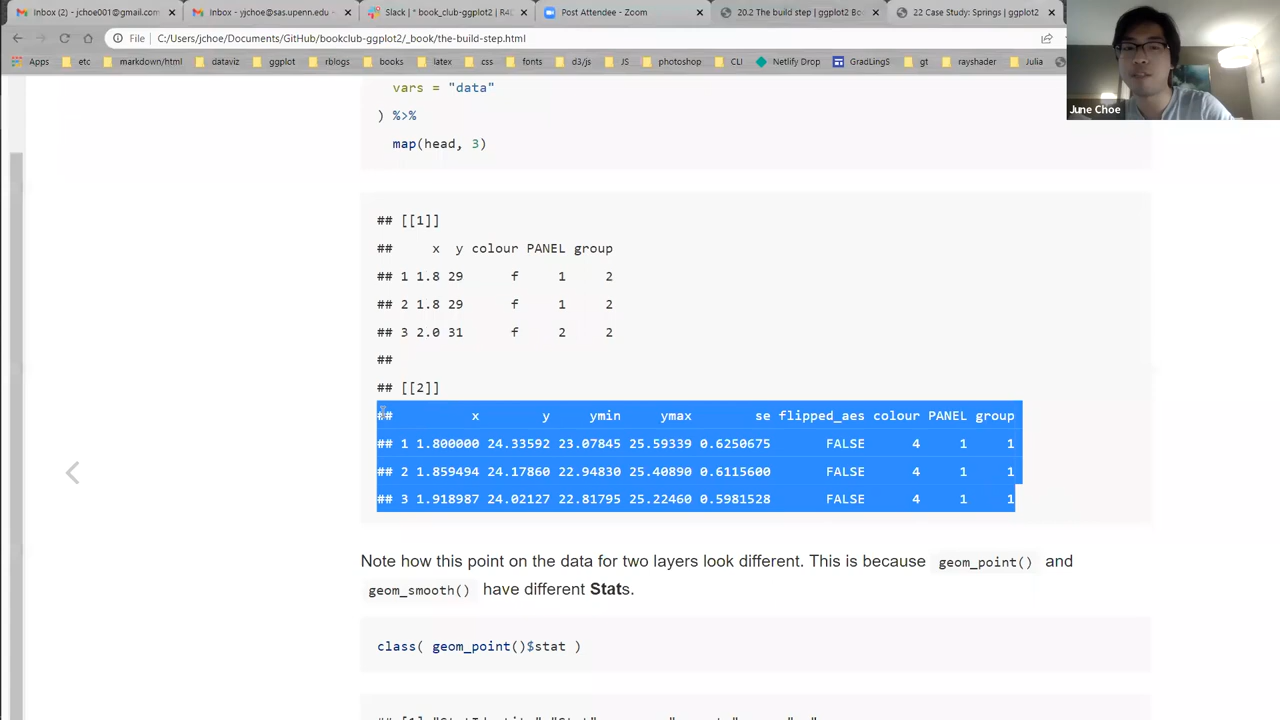 Inbox (2) - jchoe001@gmail.com
Inbox - yjchoe@sas.upenn.edu -
Slack | * book_club-ggplot2 | R4D
Post Attendee - Zoom
20.2 The build step | ggplot2 Boo
22 Case Study: Springs | ggplot2
File C:/Users/jchoe/Documents/GitHub/bookclub-ggplot2/_book/the-build-step.html
Apps etc markdown/html dataviz ggplot rblogs books latex css fonts d3/js JS photoshop CLI Netlify Drop GradLingS gt rayshader Julia
June Choe
vars = "data"
) %>%
map(head, 3)
## [[1]]
## x y colour PANEL group
## 1 1.8 29 f 1 2
## 2 1.8 29 f 1 2
## 3 2.0 31 f 2 2
##
## [[2]]
## x y ymin ymax se flipped_aes colour PANEL group
## 1 1.800000 24.33592 23.07845 25.59339 0.6250675 FALSE 4 1 1
## 2 1.859494 24.17860 22.94830 25.40890 0.6115600 FALSE 4 1 1
## 3 1.918987 24.02127 22.81795 25.22460 0.5981528 FALSE 4 1 1
Note how this point on the data for two layers look different. This is because geom_point() and
geom_smooth() have different Stats.
class( geom_point()$stat )